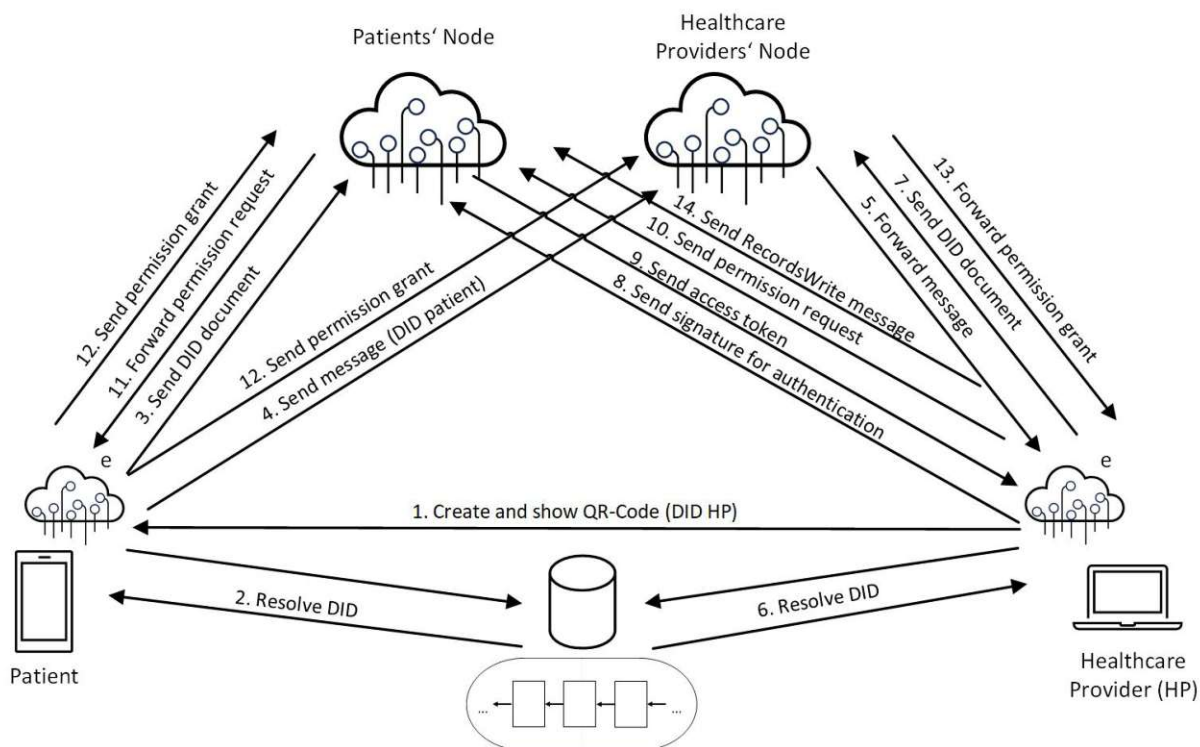 Patients‘ Node
Healthcare
Providers‘ Node
12. Send permission grant
11. Forward permission request
3. Send DID document
12. Send permission grant
4. Send message (DID patient)
14. Send RecordsWrite message
10. Send permission request
9. Send access token
8. Send signature for authentication
5. Forward message
7. Send DID document
13. Forward permission grant
e
e
1. Create and show QR-Code (DID HP)
2. Resolve DID
6. Resolve DID
Patient
Healthcare
Provider (HP)
... ...